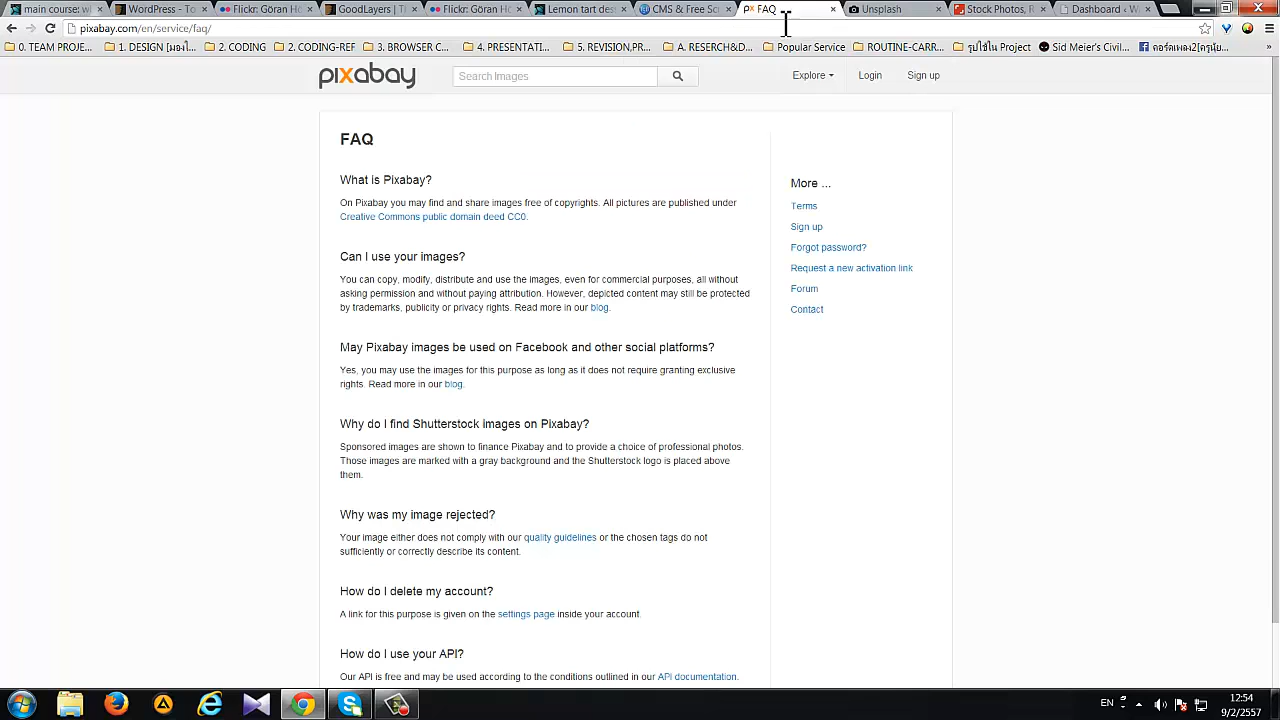 main course: wi
WordPress - To
Flickr: Göran Ho
GoodLayers | Th
Flickr: Göran Ho
Lemon tart des
CMS & Free Sc
FAQ
Unsplash
Stock Photos, R
Dashboard ‹ W
pixabay.com/en/service/faq/
0. TEAM PROJE...
1. DESIGN
2. CODING
2. CODING-REF
3. BROWSER C...
4. PRESENTATI...
5. REVISION,PR...
A. RESERCH&D...
Popular Service
ROUTINE-CARR...
รูปใช้ใน Project
Sid Meier's Civil...
»
pixabay
Search Images
Explore
Login
Sign up
FAQ
What is Pixabay?
On Pixabay you may find and share images free of copyrights. All pictures are published under
Creative Commons public domain deed CC0.
Can I use your images?
You can copy, modify, distribute and use the images, even for commercial purposes, all without
asking permission and without paying attribution. However, depicted content may still be protected
by trademarks, publicity or privacy rights. Read more in our blog.
May Pixabay images be used on Facebook and other social platforms?
Yes, you may use the images for this purpose as long as it does not require granting exclusive
rights. Read more in our blog.
Why do I find Shutterstock images on Pixabay?
Sponsored images are shown to finance Pixabay and to provide a choice of professional photos.
Those images are marked with a gray background and the Shutterstock logo is placed above
them.
Why was my image rejected?
Your image either does not comply with our quality guidelines or the chosen tags do not
sufficiently or correctly describe its content.
How do I delete my account?
A link for this purpose is given on the settings page inside your account.
How do I use your API?
Our API is free and may be used according to the conditions outlined in our API documentation.
More ...
Terms
Sign up
Forgot password?
Request a new activation link
Forum
Contact
EN
12:54
9/2/2557